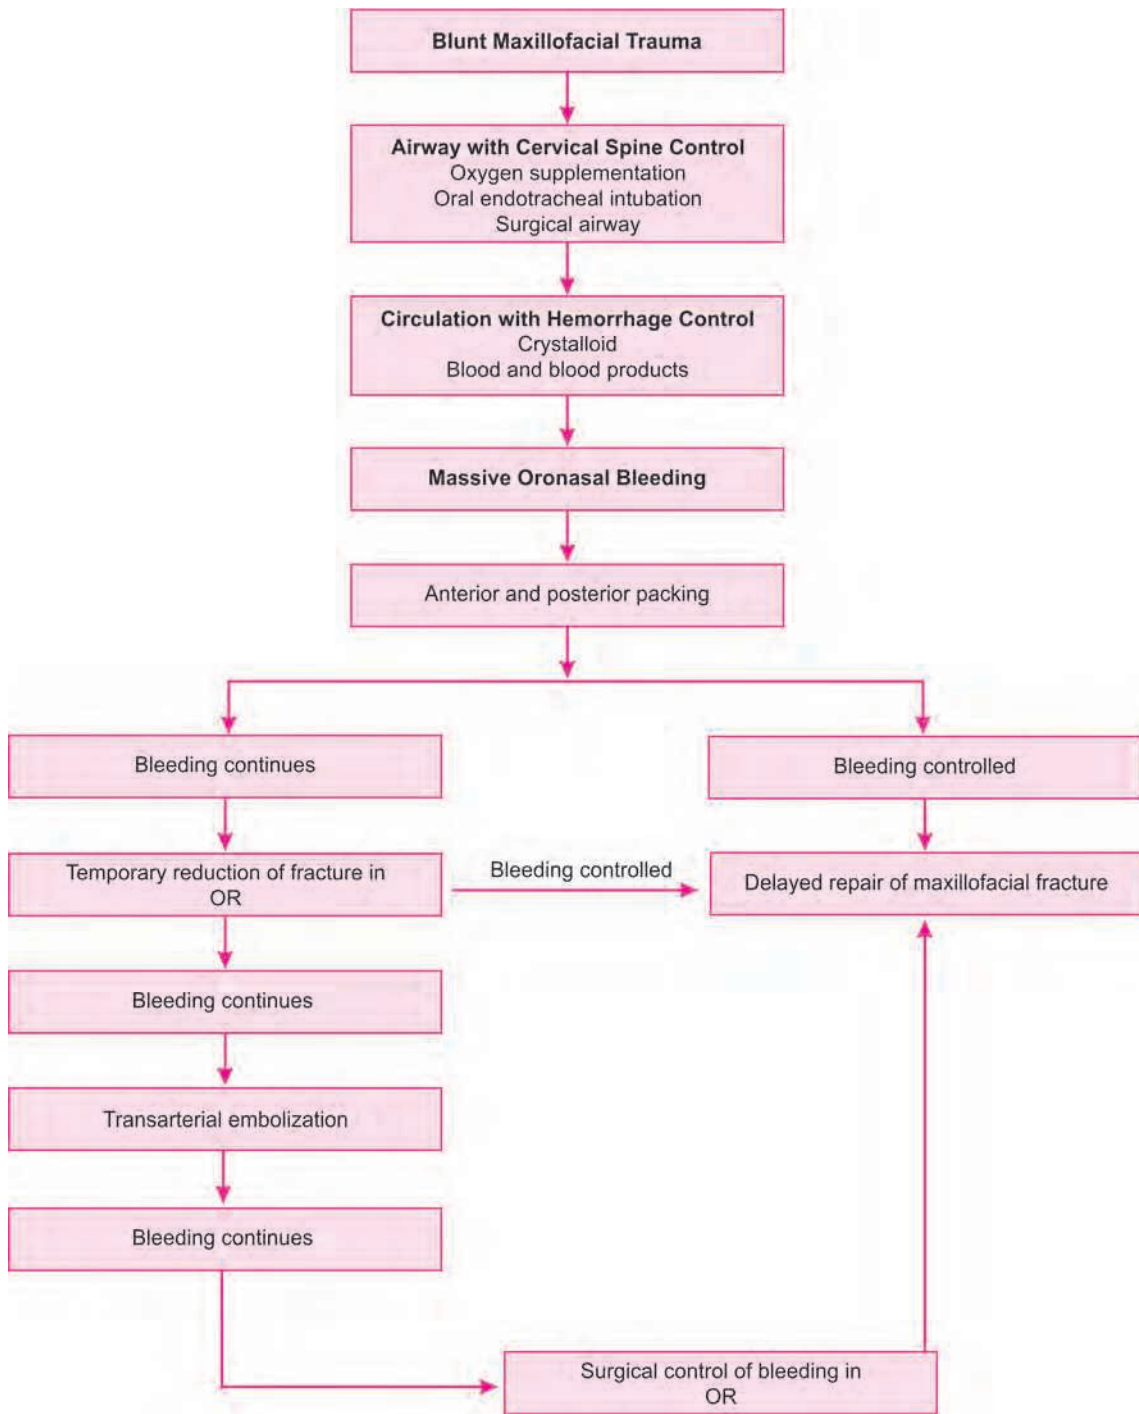 Blunt Maxillofacial Trauma
Airway with Cervical Spine Control
Oxygen supplementation
Oral endotracheal intubation
Surgical airway
Circulation with Hemorrhage Control
Crystalloid
Blood and blood products
Massive Oronasal Bleeding
Anterior and posterior packing
Bleeding continues
Bleeding controlled
Temporary reduction of fracture in
OR
Bleeding controlled
Delayed repair of maxillofacial fracture
Bleeding continues
Transarterial embolization
Bleeding continues
Surgical control of bleeding in
OR